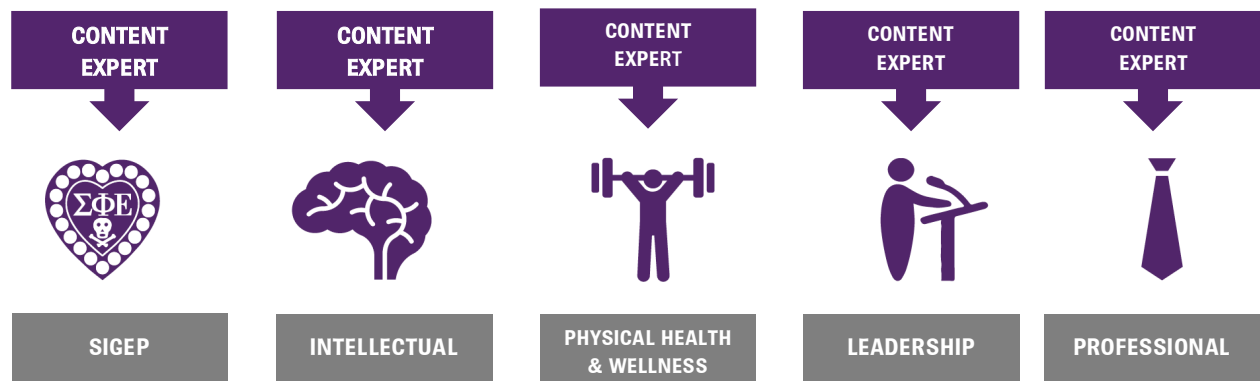 CONTENT
EXPERT
CONTENT
EXPERT
CONTENT
EXPERT
CONTENT
EXPERT
CONTENT
EXPERT
ΣΦΕ
SIGEP
INTELLECTUAL
PHYSICAL HEALTH
& WELLNESS
LEADERSHIP
PROFESSIONAL